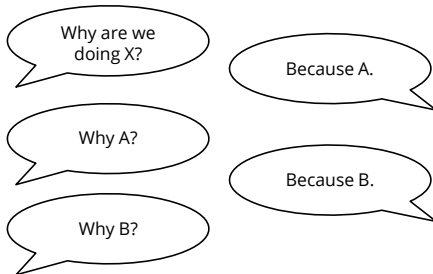 Why are we
doing X?
Because A.
Why A?
Because B.
Why B?